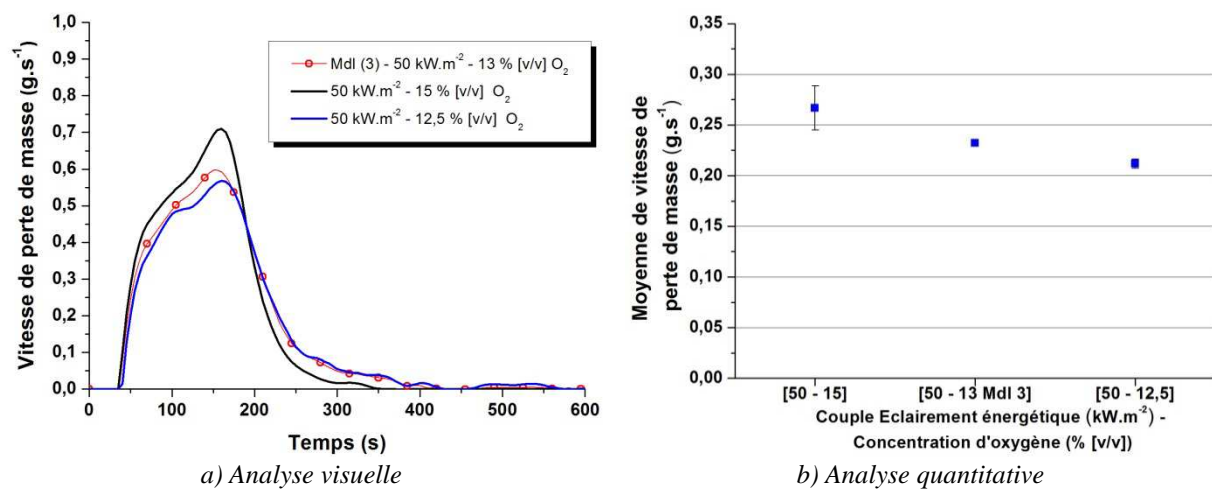 1,0
0,9
0,8
0,7
0,6
0,5
0,4
0,3
0,2
0,1
0,0
Vitesse de perte de masse (g.s⁻¹)
Mdl (3) - 50 kW.m⁻² - 13 % [v/v] O₂
50 kW.m⁻² - 15 % [v/v] O₂
50 kW.m⁻² - 12,5 % [v/v] O₂
0 100 200 300 400 500 600
Temps (s)
a) Analyse visuelle
0,35
0,30
0,25
0,20
0,15
0,10
0,05
0,00
Moyenne de vitesse de
perte de masse (g.s⁻¹)
[50 - 15] [50 - 13 Mdl 3] [50 - 12,5]
Couple Eclairement énergétique (kW.m⁻²) -
Concentration d'oxygène (% [v/v])
b) Analyse quantitative